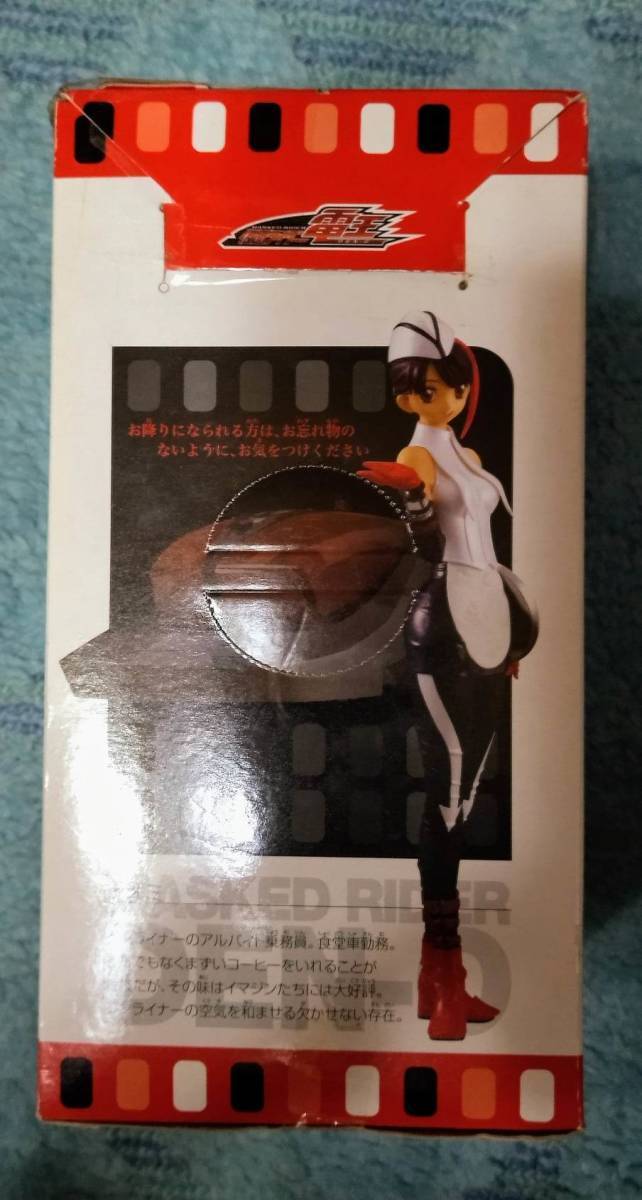 MASKED RIDER
電王
お降りになられる方は、お忘れ物の
ないように、お気をつけください
MASKED RIDER
DEN-O
ライナーのアルバイト乗務員。食堂車勤務。
でもなくまずいコーヒーをいれることが
だが、その味はイマジンたちには大好評。
ライナーの空気を和ませる欠かせない存在。